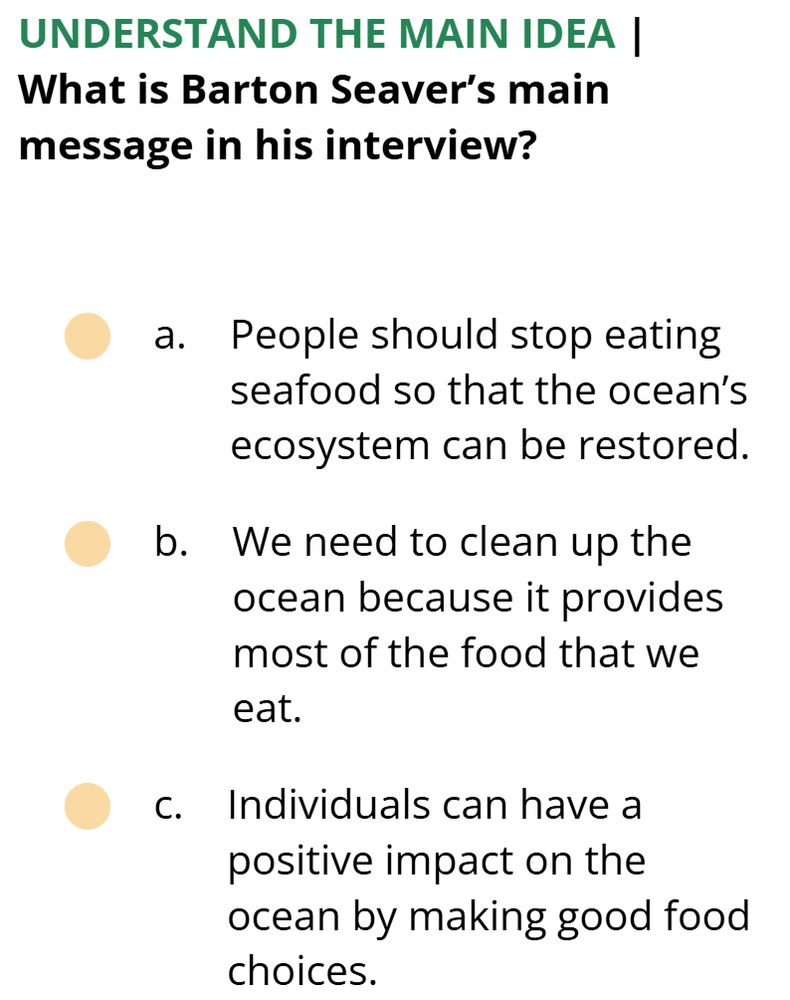 UNDERSTAND THE MAIN IDEA |
What is Barton Seaver’s main
message in his interview?
a. People should stop eating
seafood so that the ocean’s
ecosystem can be restored.
b. We need to clean up the
ocean because it provides
most of the food that we
eat.
c. Individuals can have a
positive impact on the
ocean by making good food
choices.